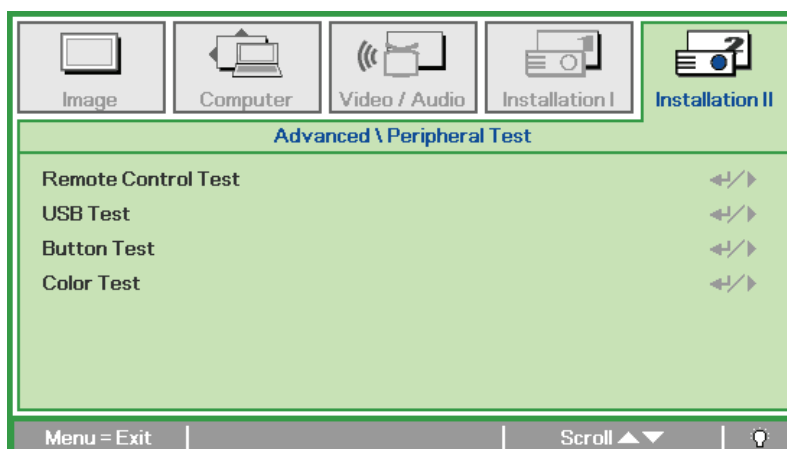 Image
Computer
Video / Audio
Installation I
Installation II
Advanced \ Peripheral Test
Remote Control Test
USB Test
Button Test
Color Test
Menu = Exit
Scroll ▲▼